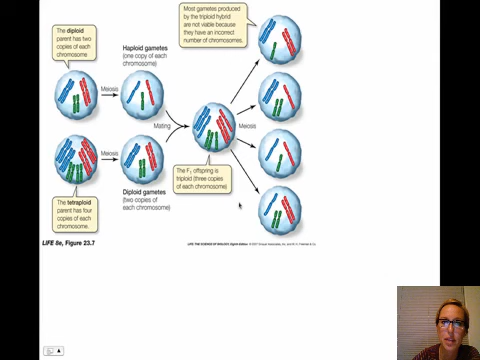 The diploid
parent has two
copies of each
chromosome
Most gametes produced
by the triploid hybrid
are not viable because
they have an incorrect
number of chromosomes.
Haploid gametes
(one copy of each
chromosome)
Meiosis
Mating
Meiosis
Meiosis
The F1 offspring is
triploid (three copies
of each chromosome)
Diploid gametes
(two copies of
each chromosome)
The tetraploid
parent has four
copies of each
chromosome.
LIFE 8e, Figure 23.7
LIFE: THE SCIENCE OF BIOLOGY, Eighth Edition © 2007 Sinauer Associates, Inc. and W. H. Freeman & Co.